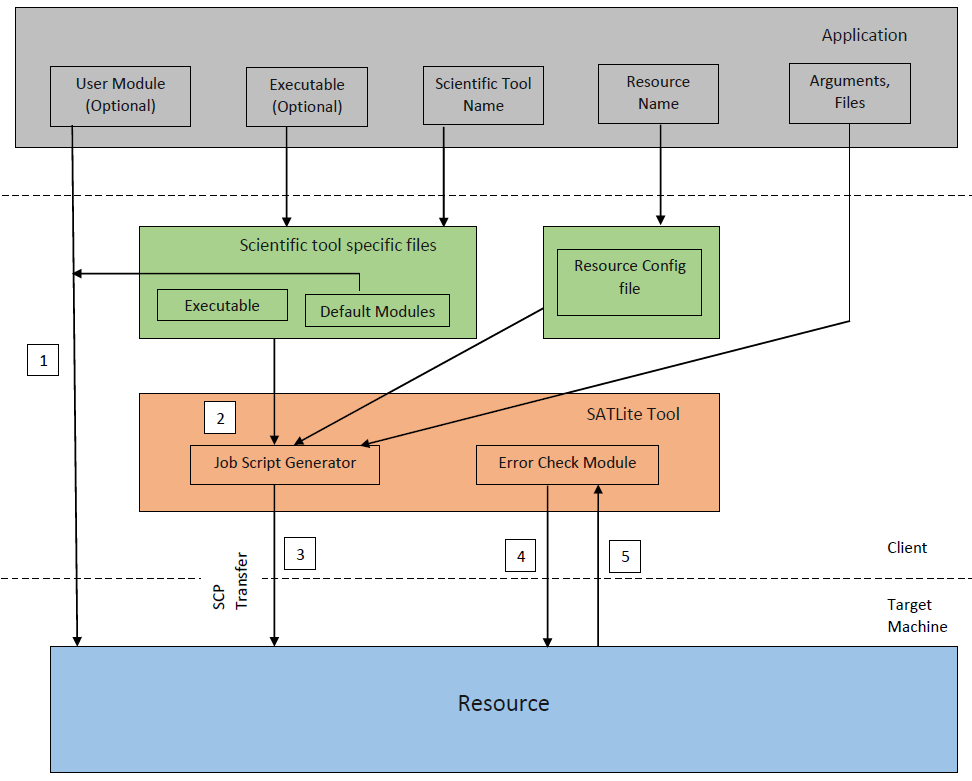 Application
User Module
(Optional)
Executable
(Optional)
Scientific Tool
Name
Resource
Name
Arguments,
Files
Scientific tool specific files
Executable
Default Modules
Resource Config
file
1
2
SATLite Tool
Job Script Generator
Error Check Module
3
4
5
SCP
Transfer
Client
Target
Machine
Resource